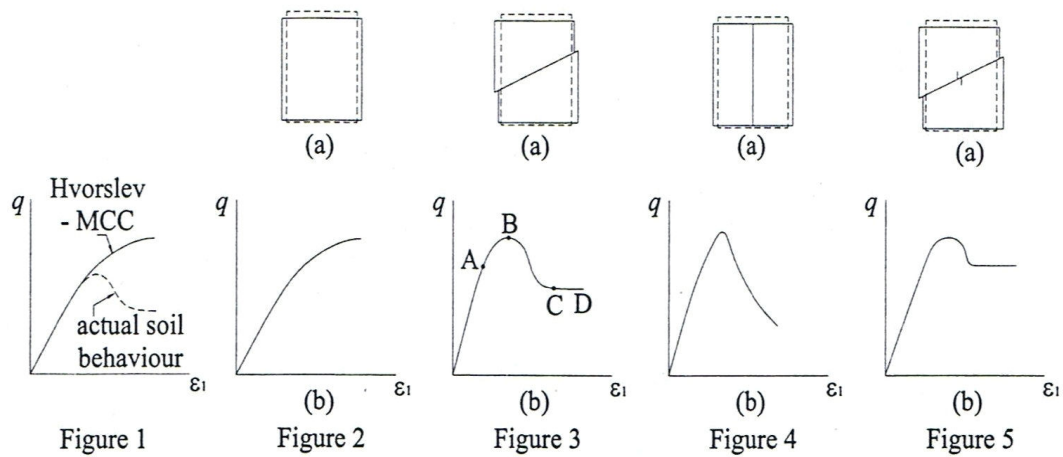 (a)
(a)
(a)
(a)
Hvorslev
- MCC
actual soil
behaviour
q
ε1
Figure 1
q
(b)
ε1
Figure 2
q
A
B
C
D
(b)
ε1
Figure 3
q
(b)
ε1
Figure 4
q
(b)
ε1
Figure 5